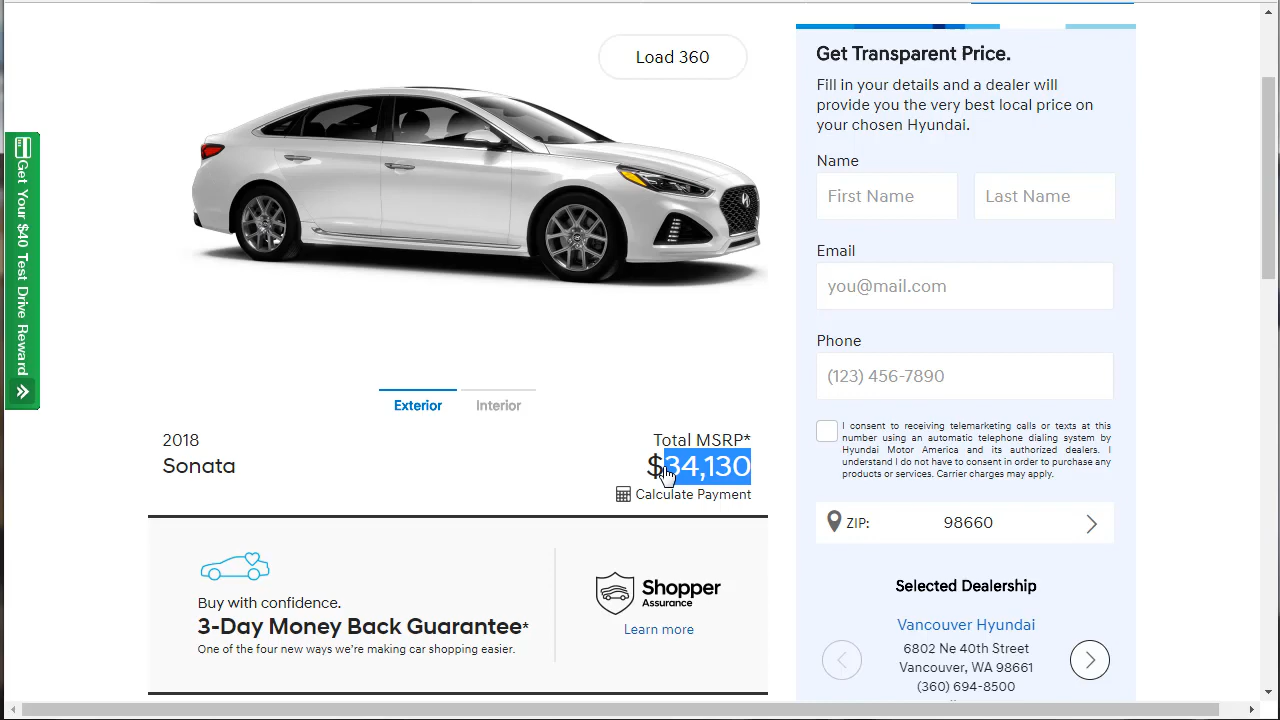 Get Your $40 Test Drive Reward
Load 360
Exterior
Interior
2018
Sonata
Total MSRP*
$34,130
Calculate Payment
Buy with confidence.
3-Day Money Back Guarantee*
One of the four new ways we're making car shopping easier.
Shopper
Assurance
Learn more
Get Transparent Price.
Fill in your details and a dealer will
provide you the very best local price on
your chosen Hyundai.
Name
First Name
Last Name
Email
you@mail.com
Phone
(123) 456-7890
I consent to receiving telemarketing calls or texts at this
number using an automatic telephone dialing system by
Hyundai Motor America and its authorized dealers. I
understand I do not have to consent in order to purchase any
products or services. Carrier charges may apply.
ZIP: 98660
Selected Dealership
Vancouver Hyundai
6802 Ne 40th Street
Vancouver, WA 98661
(360) 694-8500